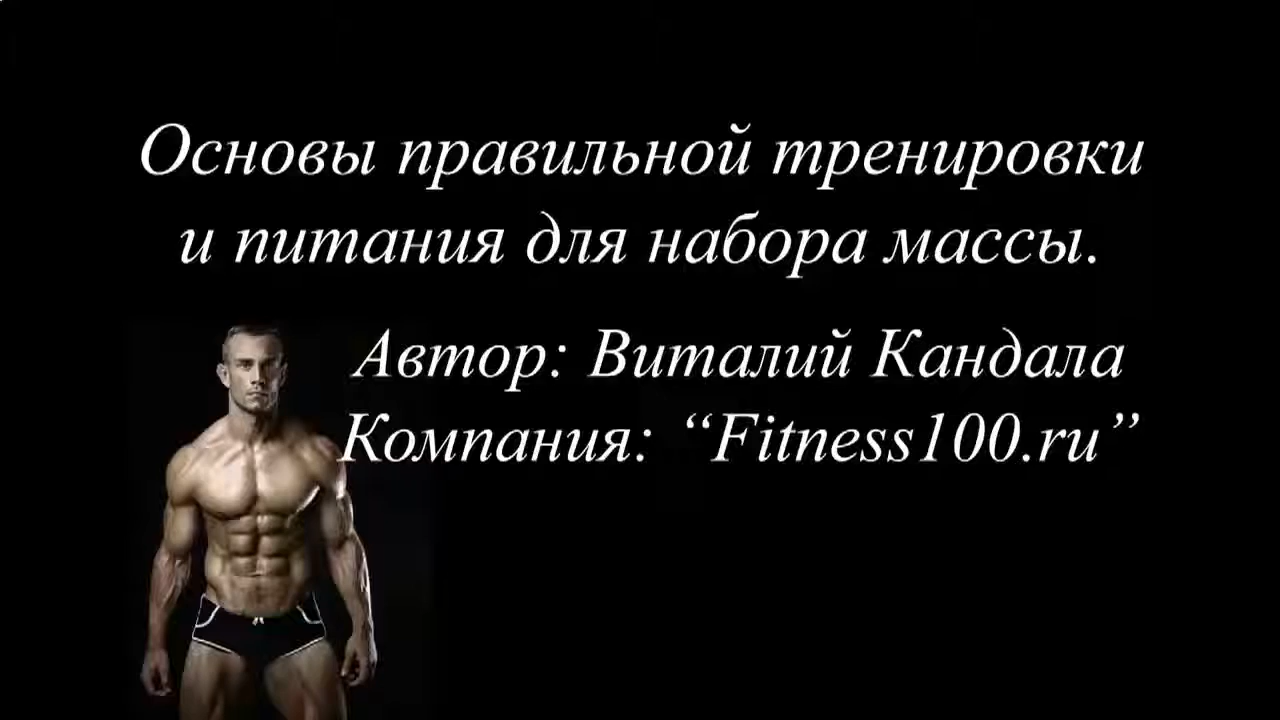 Основы правильной тренировки
и питания для набора массы.
Автор: Виталий Кандала
Компания: “Fitness100.ru”